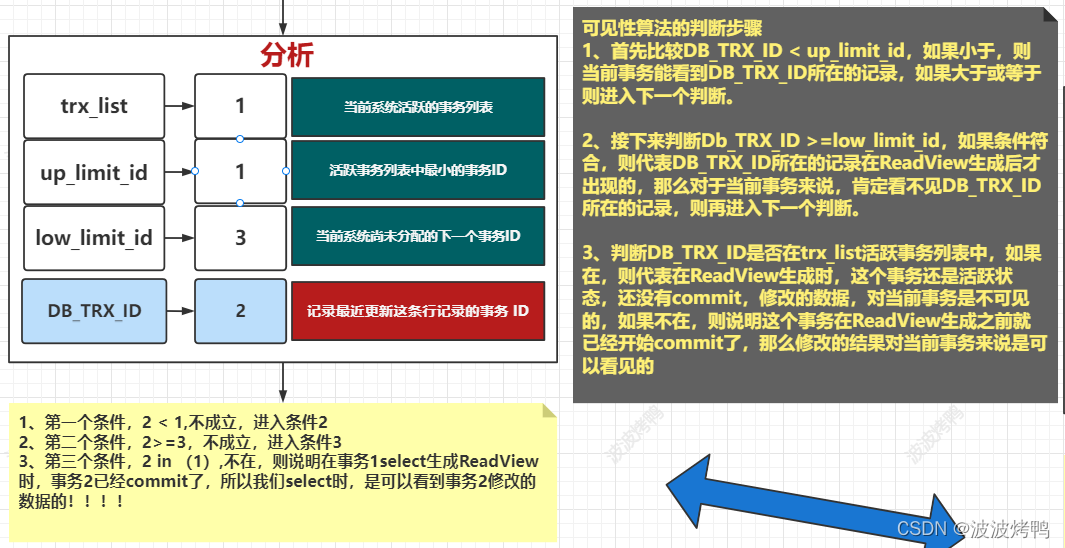 分析
trx_list
1
当前系统活跃的事务列表
up_limit_id
1
活跃事务列表中最小的事务ID
low_limit_id
3
当前系统尚未分配的下一个事务ID
DB_TRX_ID
2
记录最近更新这条行记录的事务 ID
1、第一个条件，2 < 1,不成立，进入条件2
2、第二个条件，2>=3，不成立，进入条件3
3、第三个条件，2 in （1）,不在，则说明在事务1select生成ReadView
时，事务2已经commit了，所以我们select时，是可以看到事务2修改的
数据的！！！！
可见性算法的判断步骤
1、首先比较DB_TRX_ID < up_limit_id，如果小于，则
当前事务能看到DB_TRX_ID所在的记录，如果大于或等于
则进入下一个判断。
2、接下来判断Db_TRX_ID >=low_limit_id，如果条件符
合，则代表DB_TRX_ID所在的记录在ReadView生成后才
出现的，那么对于当前事务来说，肯定看不见DB_TRX_ID
所在的记录，则再进入下一个判断。
3、判断DB_TRX_ID是否在trx_list活跃事务列表中，如果
在，则代表在ReadView生成时，这个事务还是活跃状
态，还没有commit，修改的数据，对当前事务是不可见
的，如果不在，则说明这个事务在ReadView生成之前就
已经开始commit了，那么修改的结果对当前事务来说是可
以看见的
波波烤鸭
波波烤鸭
CSDN @波波烤鸭